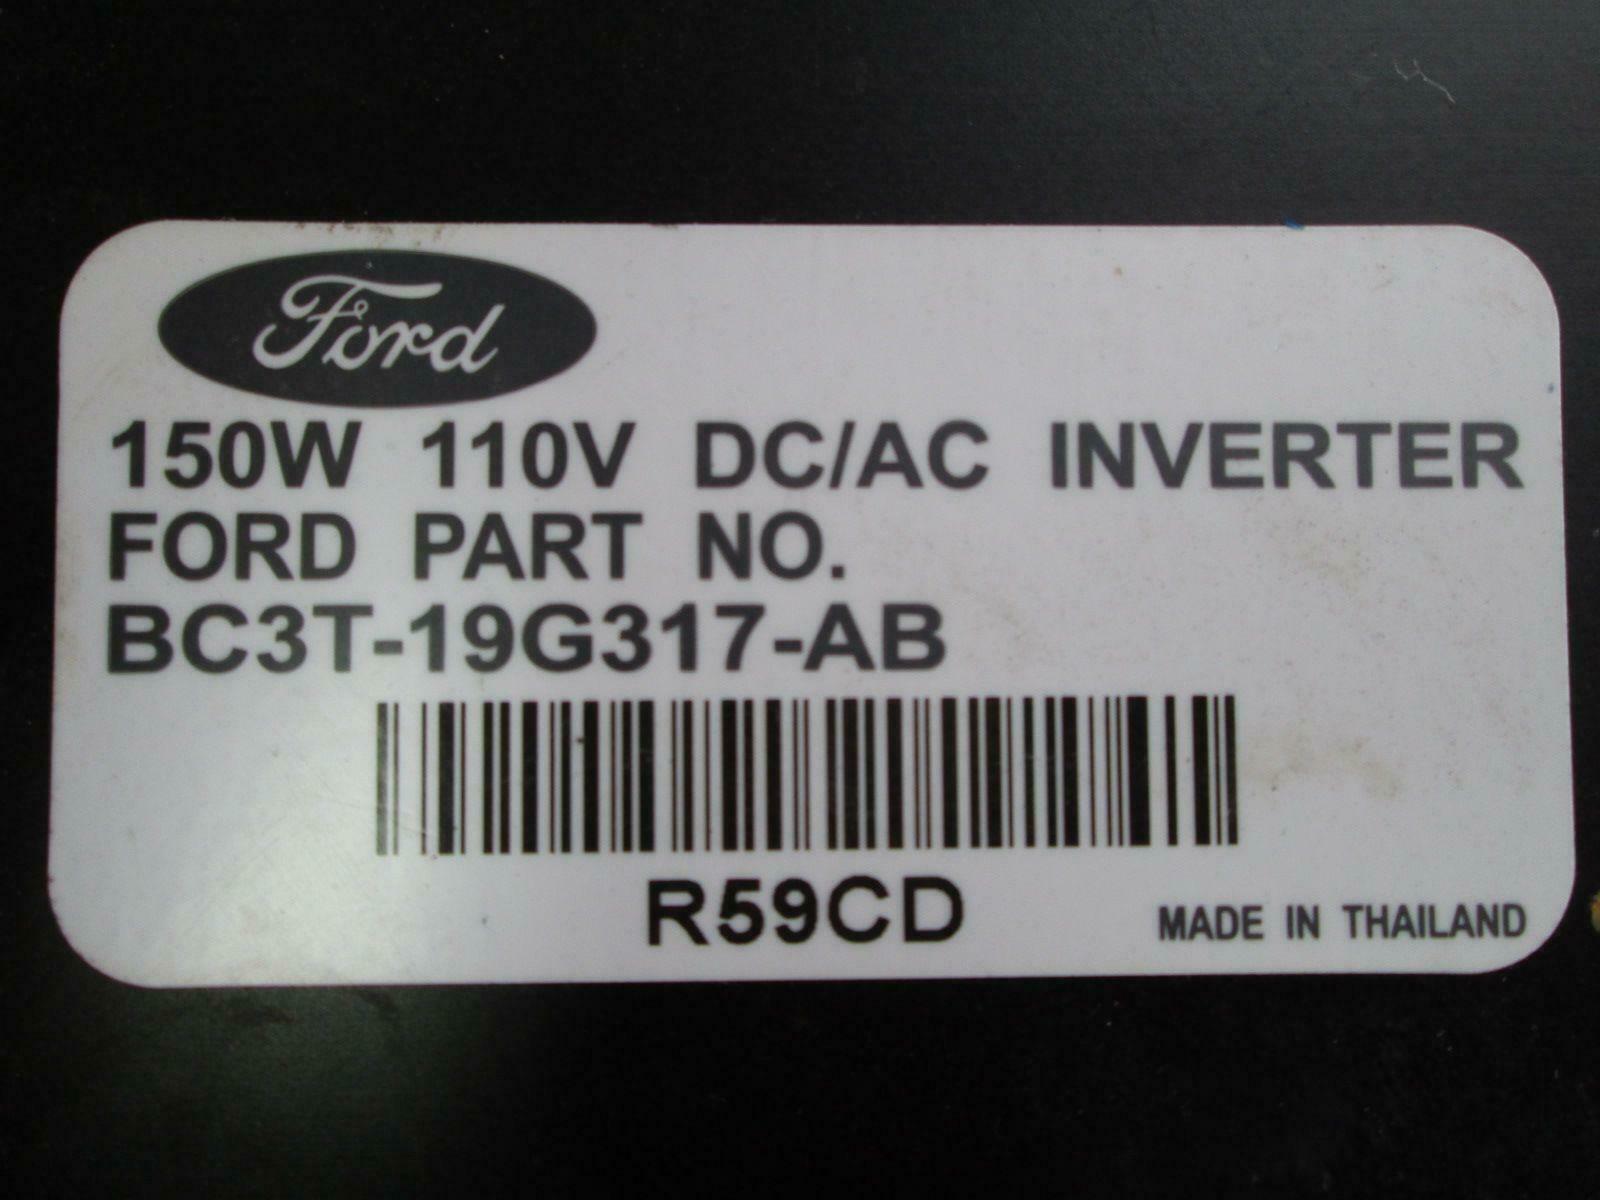 Ford
150W 110V DC/AC INVERTER
FORD PART NO.
BC3T-19G317-AB
R59CD
MADE IN THAILAND